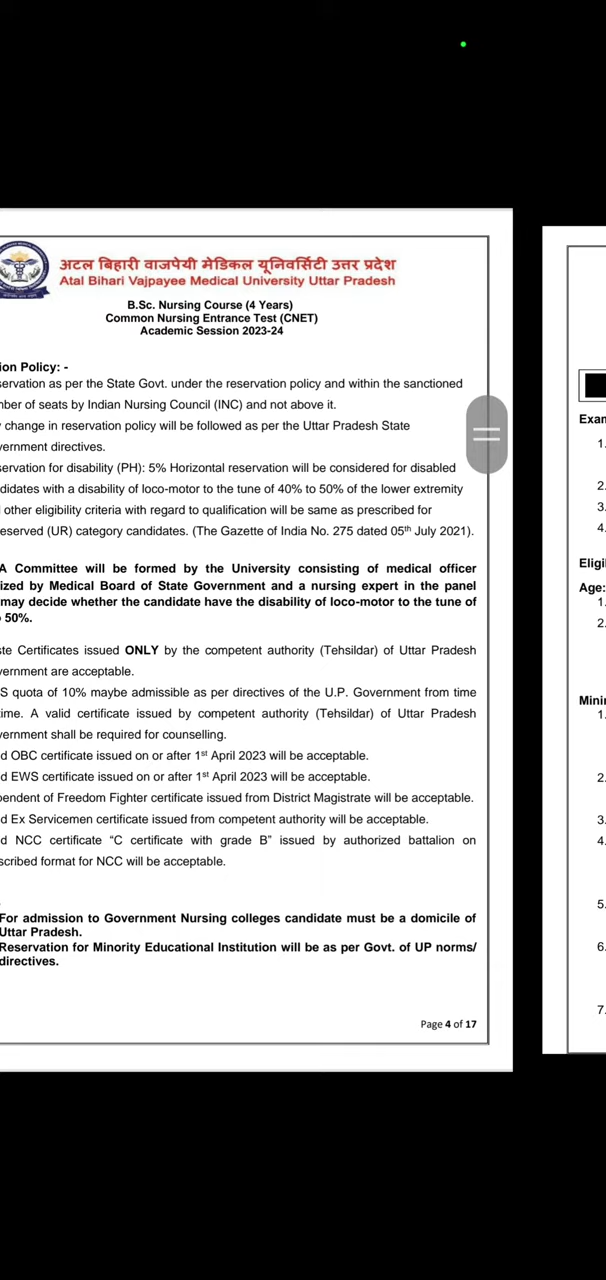 अटल बिहारी वाजपेयी मेडिकल यूनिवर्सिटी उत्तर प्रदेश
Atal Bihari Vajpayee Medical University Uttar Pradesh
B.Sc. Nursing Course (4 Years)
Common Nursing Entrance Test (CNET)
Academic Session 2023-24
ion Policy: -
servation as per the State Govt. under the reservation policy and within the sanctioned
nber of seats by Indian Nursing Council (INC) and not above it.
change in reservation policy will be followed as per the Uttar Pradesh State
vernment directives.
servation for disability (PH): 5% Horizontal reservation will be considered for disabled
didates with a disability of loco-motor to the tune of 40% to 50% of the lower extremity
other eligibility criteria with regard to qualification will be same as prescribed for
eserved (UR) category candidates. (The Gazette of India No. 275 dated 05th July 2021).
A Committee will be formed by the University consisting of medical officer
ized by Medical Board of State Government and a nursing expert in the panel
may decide whether the candidate have the disability of loco-motor to the tune of
50%.
ste Certificates issued ONLY by the competent authority (Tehsildar) of Uttar Pradesh
vernment are acceptable.
S quota of 10% maybe admissible as per directives of the U.P. Government from time
time. A valid certificate issued by competent authority (Tehsildar) of Uttar Pradesh
vernment shall be required for counselling.
d OBC certificate issued on or after 1st April 2023 will be acceptable.
d EWS certificate issued on or after 1st April 2023 will be acceptable.
pendent of Freedom Fighter certificate issued from District Magistrate will be acceptable.
d Ex Servicemen certificate issued from competent authority will be acceptable.
d NCC certificate “C certificate with grade B” issued by authorized battalion on
scribed format for NCC will be acceptable.
For admission to Government Nursing colleges candidate must be a domicile of
Uttar Pradesh.
Reservation for Minority Educational Institution will be as per Govt. of UP norms/
directives.
Page 4 of 17
Exam
1.
2.
3.
4.
Eligi
Age:
1.
2.
Minir
1.
2.
3.
4.
5.
6.
7.